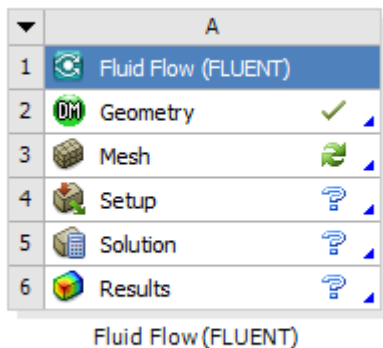 A
1 Fluid Flow (FLUENT)
2 DM Geometry
3 Mesh
4 Setup ?
5 Solution ?
6 Results ?
Fluid Flow (FLUENT)